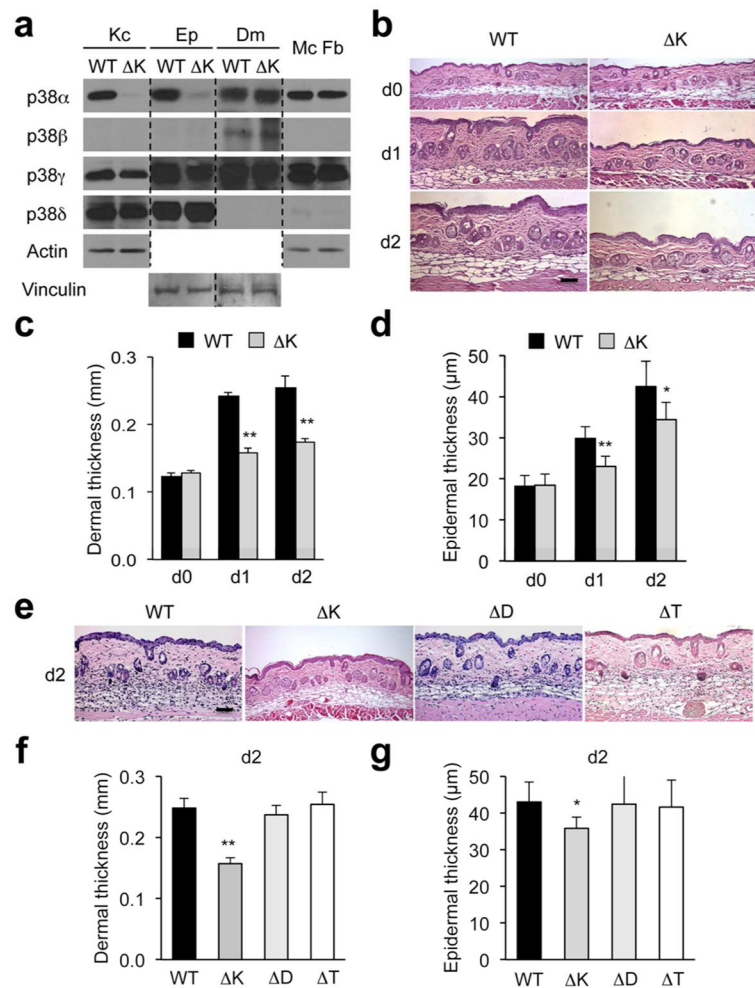 a
Kc Ep Dm Mc Fb
WT ΔK WT ΔK WT ΔK
p38α
p38β
p38γ
p38δ
Actin
Vinculin
b
WT ΔK
d0
d1
d2
c
WT ΔK
Dermal thickness (mm)
0.3
0.2
0.1
0.0
** **
d0 d1 d2
d
WT ΔK
Epidermal thickness (µm)
50
40
30
20
10
0
** *
d0 d1 d2
e
WT ΔK ΔD ΔT
d2
f
d2
Dermal thickness (mm)
0.3
0.2
0.1
0.0
**
WT ΔK ΔD ΔT
g
d2
Epidermal thickness (µm)
50
40
30
20
10
0
*
WT ΔK ΔD ΔT